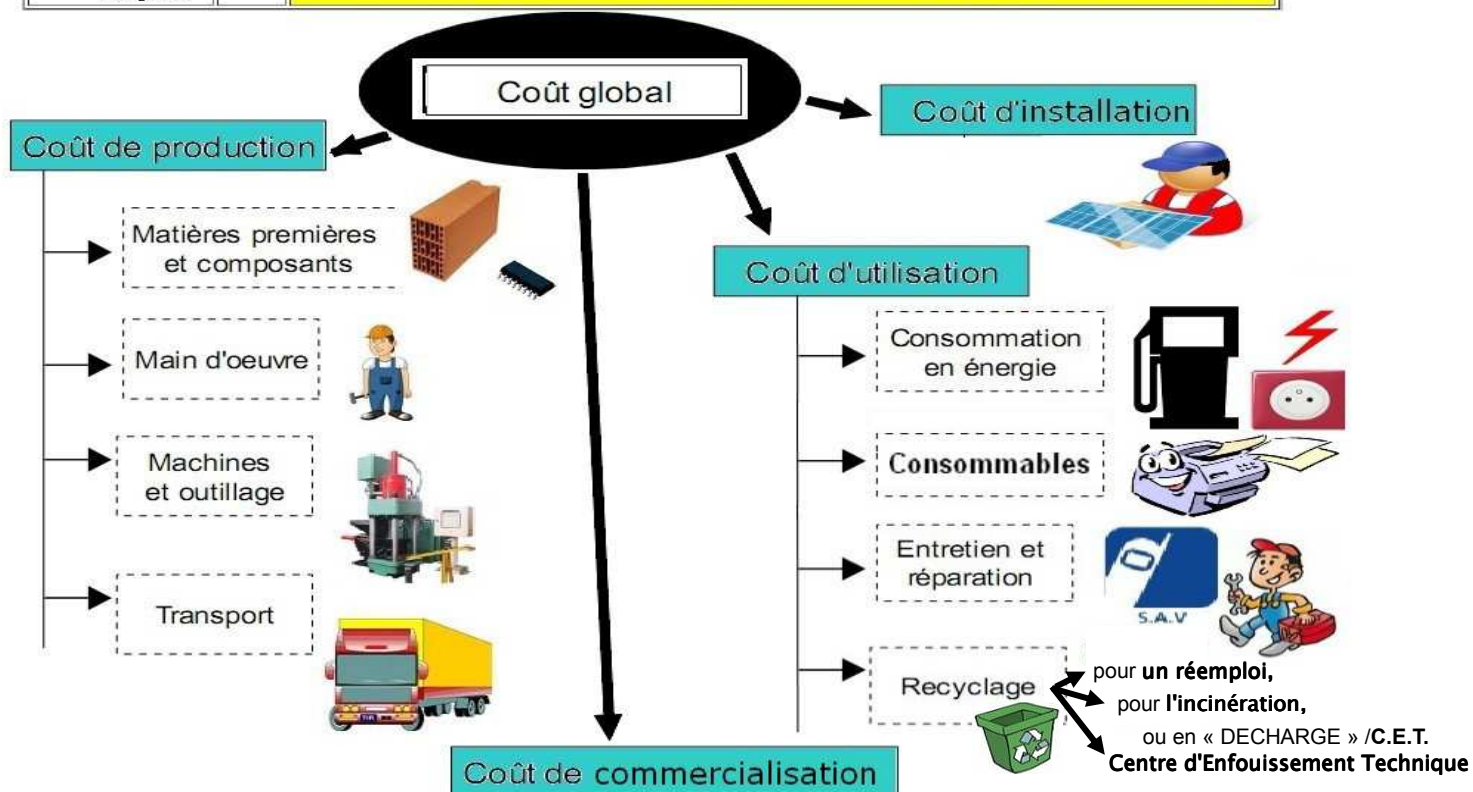 Coût global
Coût d'installation
Coût de production
Matières premières
et composants
Main d'oeuvre
Machines
et outillage
Transport
Coût d'utilisation
Consommation
en énergie
Consommables
Entretien et
réparation
S.A.V
Recyclage
pour un réemploi,
pour l'incinération,
ou en « DECHARGE » /C.E.T.
Centre d'Enfouissement Technique
Coût de commercialisation